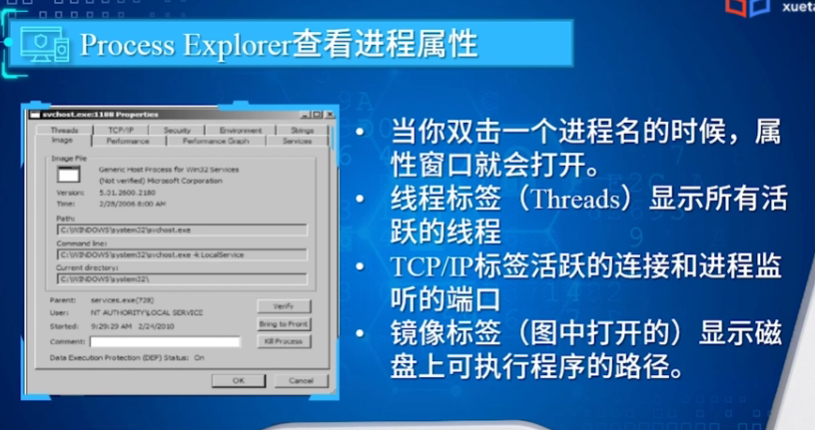 xueta
Process Explorer查看进程属性
svchost.exe:1108 Properties
Threads TCP/IP Security Environment Strings
Image Performance Performance Graph Services
Image File
Generic Host Process for Win32 Services
(Not verified) Microsoft Corporation
Version: 5.01.2600.2180
Time: 2/28/2006 8:00 AM
Path:
C:\WINDOWS\system32\svchost.exe
Command line:
C:\WINDOWS\system32\svchost.exe -k LocalService
Current directory:
C:\WINDOWS\system32\
Parent: services.exe(728)
User: NT AUTHORITY\LOCAL SERVICE
Started: 9:29:29 AM 2/24/2010
Comment:
Verify
Bring to Front
Kill Process
Data Execution Protection (DEP) Status: On
OK Cancel
• 当你双击一个进程名的时候，属
性窗口就会打开。
• 线程标签（Threads）显示所有活
跃的线程
• TCP/IP标签活跃的连接和进程监
听的端口
• 镜像标签（图中打开的）显示磁
盘上可执行程序的路径。